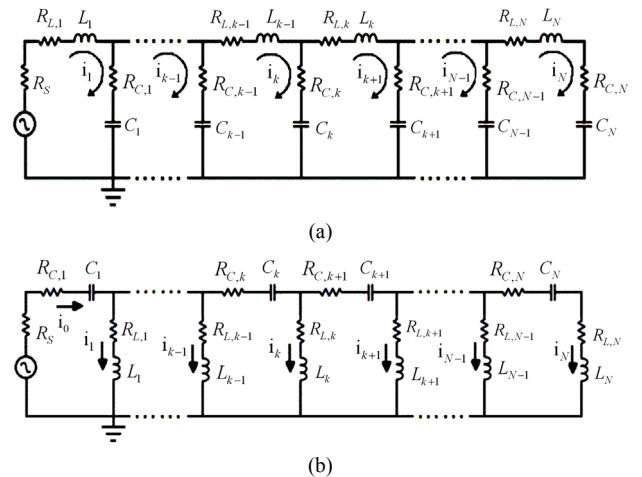 R_{L,1} L_1 R_{L,k-1} L_{k-1} R_{L,k} L_k R_{L,N} L_N
R_S i_1 R_{C,1} i_{k-1} R_{C,k-1} i_k R_{C,k} i_{k+1} R_{C,k+1} i_{N-1} R_{C,N-1} i_N R_{C,N}
C_1 C_{k-1} C_k C_{k+1} C_{N-1} C_N
(a)
R_{C,1} C_1 R_{C,k} C_k R_{C,k+1} C_{k+1} R_{C,N} C_N
i_0
R_S i_1 R_{L,1} i_{k-1} R_{L,k-1} i_k R_{L,k} i_{k+1} R_{L,k+1} i_{N-1} R_{L,N-1} i_N R_{L,N}
L_1 L_{k-1} L_k L_{k+1} L_{N-1} L_N
(b)